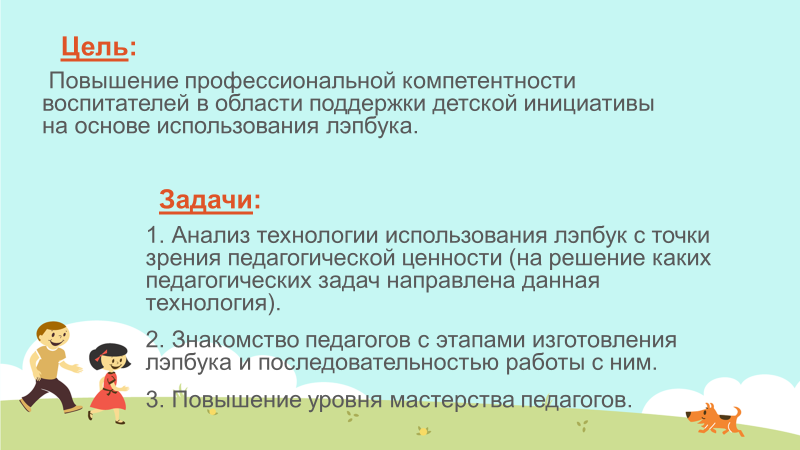 Цель:
Повышение профессиональной компетентности
воспитателей в области поддержки детской инициативы
на основе использования лэпбука.
Задачи:
1. Анализ технологии использования лэпбук с точки
зрения педагогической ценности (на решение каких
педагогических задач направлена данная
технология).
2. Знакомство педагогов с этапами изготовления
лэпбука и последовательностью работы с ним.
3. Повышение уровня мастерства педагогов.